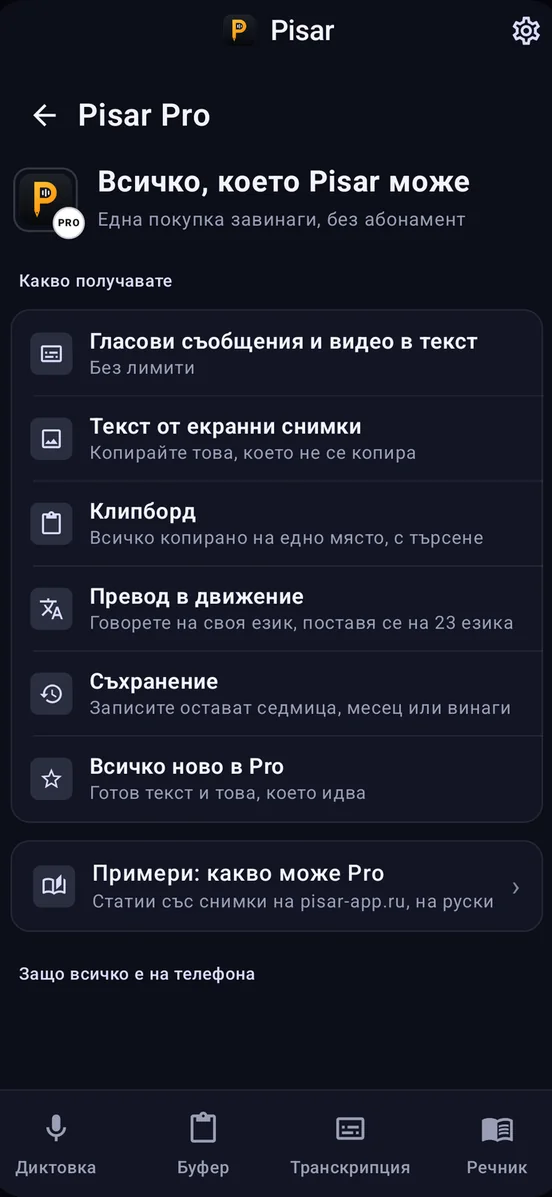 Pisar
Pisar Pro
Всичко, което Pisar може
PRO
Една покупка завинаги, без абонамент
Какво получавате
Гласови съобщения и видео в текст
Без лимити
Текст от екранни снимки
Копирайте това, което не се копира
Клипборд
Всичко копирано на едно място, с търсене
Превод в движение
Говорете на своя език, поставя се на 23 езика
Съхранение
Записите остават седмица, месец или винаги
Всичко ново в Pro
Готов текст и това, което идва
Примери: какво може Pro
Статии със снимки на pisar-app.ru, на руски
Защо всичко е на телефона
Диктовка
Буфер
Транскрипция
Речник